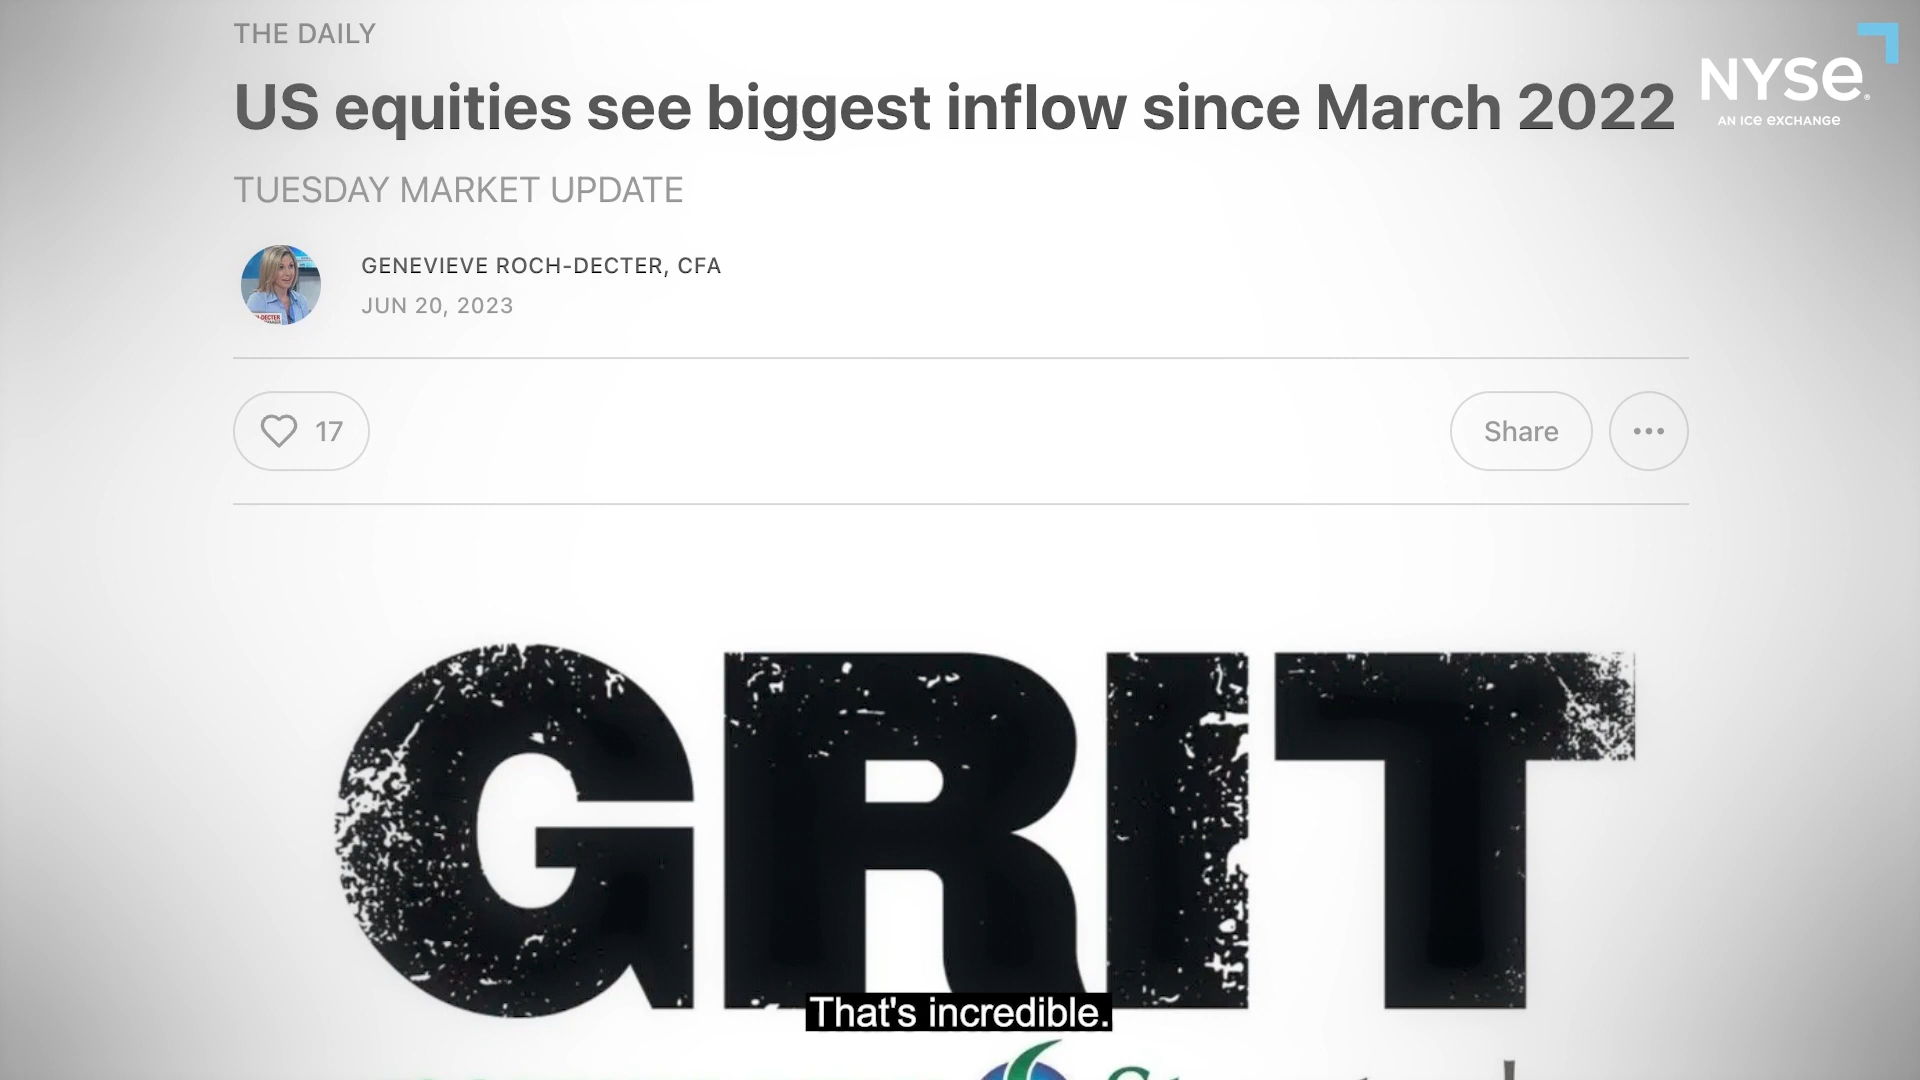 THE DAILY
US equities see biggest inflow since March 2022
NYSE
AN ICE EXCHANGE
TUESDAY MARKET UPDATE
GENEVIEVE ROCH-DECTER, CFA
JUN 20, 2023
17
Share
GRIT
That's incredible.